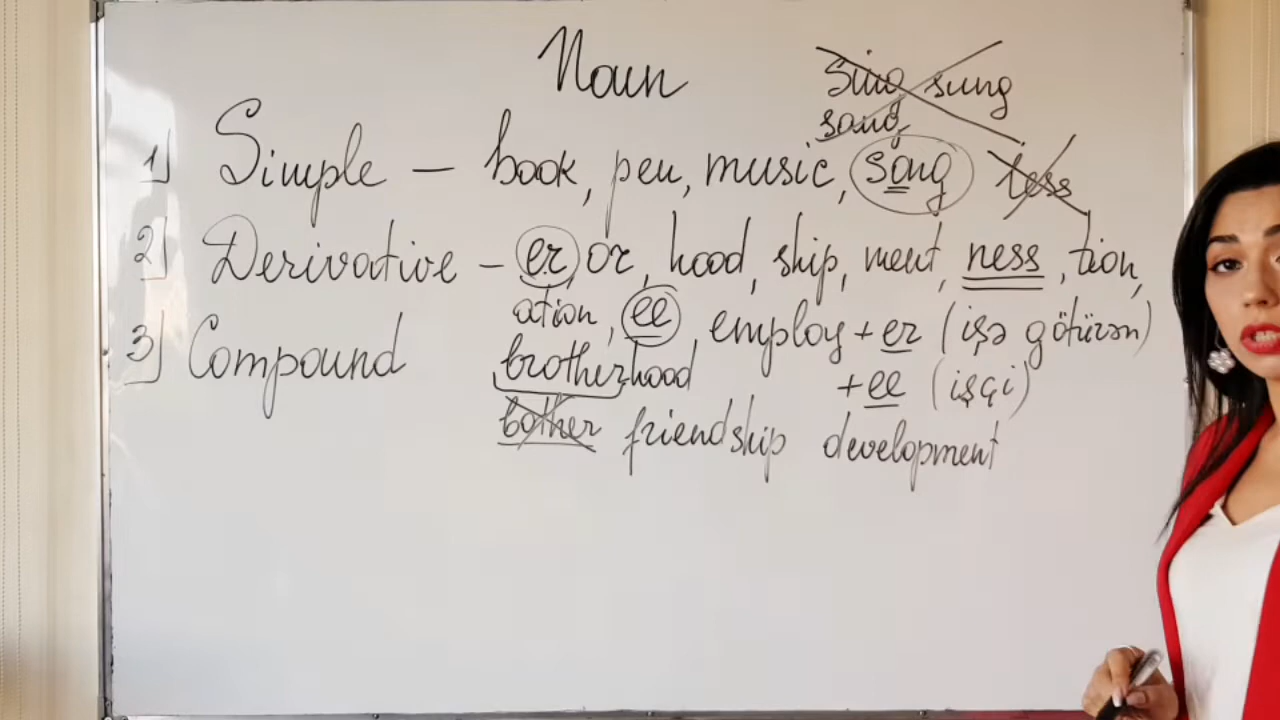 Noun
sing sung
sang
1) Simple – book, pen, music, song less
2) Derivative – er, or, hood, ship, ment, ness, tion,
ation, ee, employ + er (işə götürən)
3) Compound brotherhood + ee (işçi)
bother friendship development